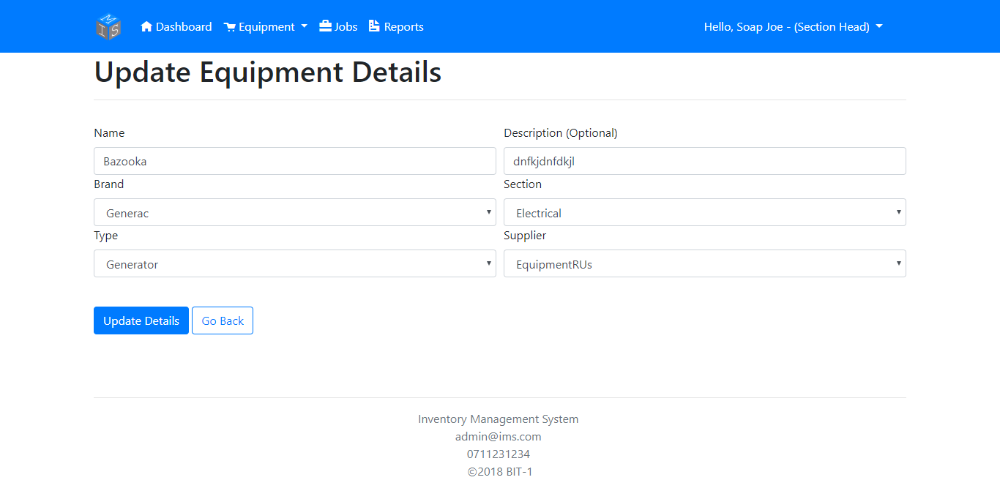 MIS Dashboard Equipment Jobs Reports Hello, Soap Joe - (Section Head)
Update Equipment Details
Name Description (Optional)
Bazooka dnfkjdnfdkjl
Brand Section
Generac Electrical
Type Supplier
Generator EquipmentRUs
Update Details Go Back
Inventory Management System
admin@ims.com
0711231234
©2018 BIT-1